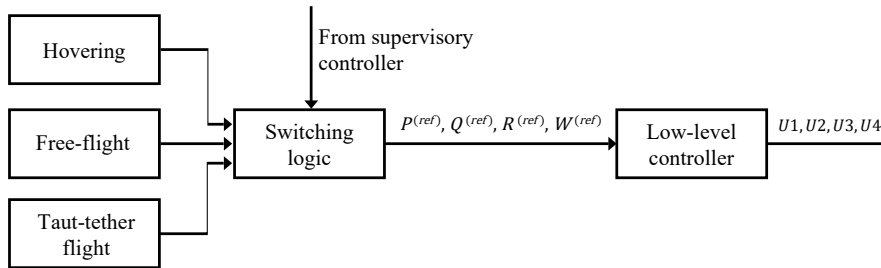 Hovering
From supervisory
controller
Free-flight
Switching
logic
P^(ref), Q^(ref), R^(ref), W^(ref)
Low-level
controller
U1, U2, U3, U4
Taut-tether
flight